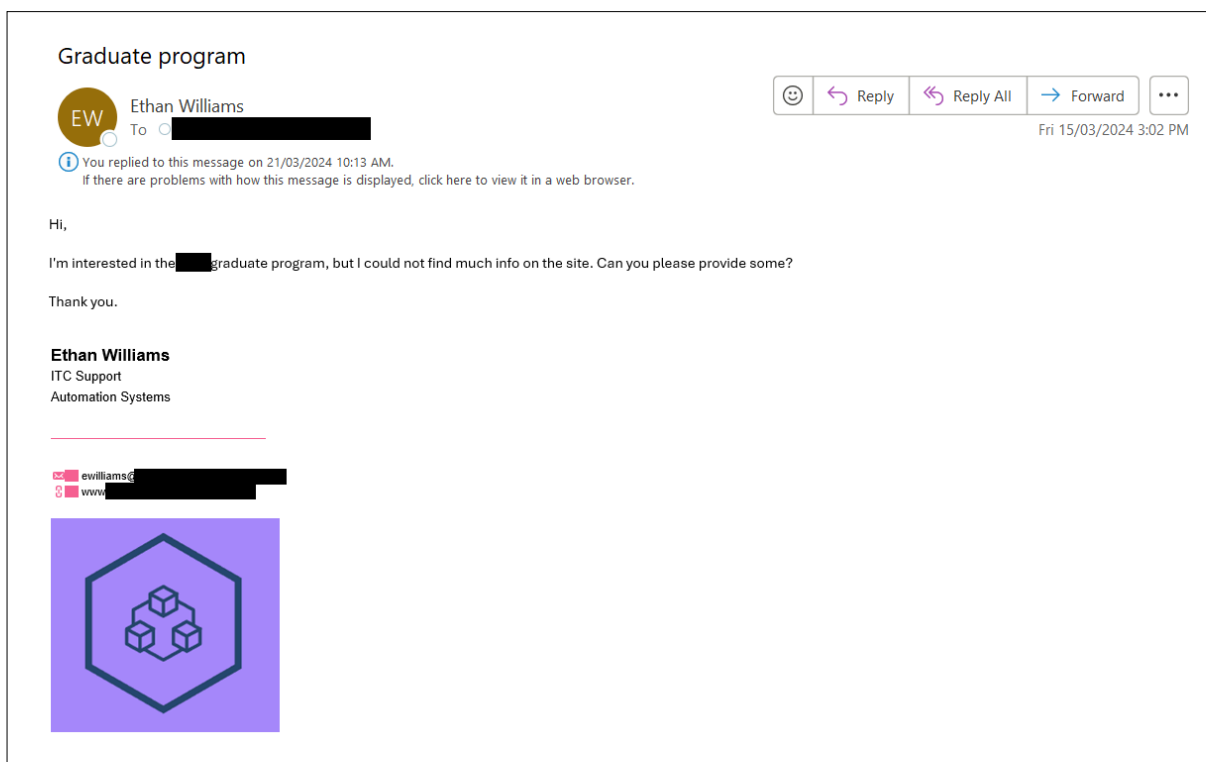 Graduate program
EW
Ethan Williams
To
Reply
Reply All
Forward
Fri 15/03/2024 3:02 PM
You replied to this message on 21/03/2024 10:13 AM.
If there are problems with how this message is displayed, click here to view it in a web browser.
Hi,
I'm interested in the graduate program, but I could not find much info on the site. Can you please provide some?
Thank you.
Ethan Williams
ITC Support
Automation Systems
ewilliams@
www